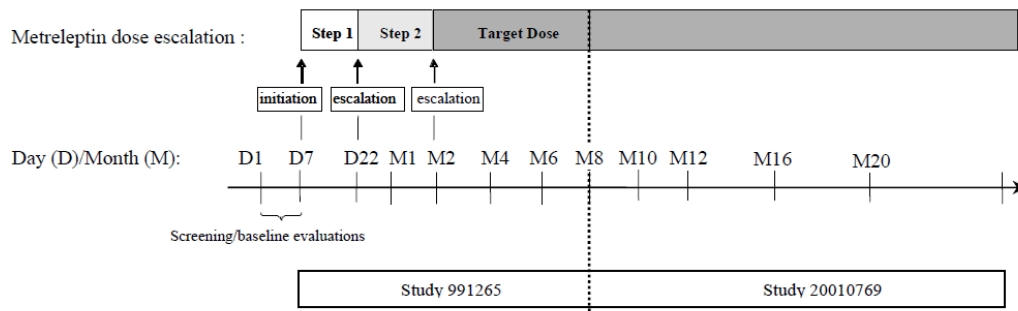 Metreleptin dose escalation : Step 1 Step 2 Target Dose
initiation escalation escalation
Day (D)/Month (M): D1 D7 D22 M1 M2 M4 M6 M8 M10 M12 M16 M20
Screening/baseline evaluations
Study 991265 Study 20010769